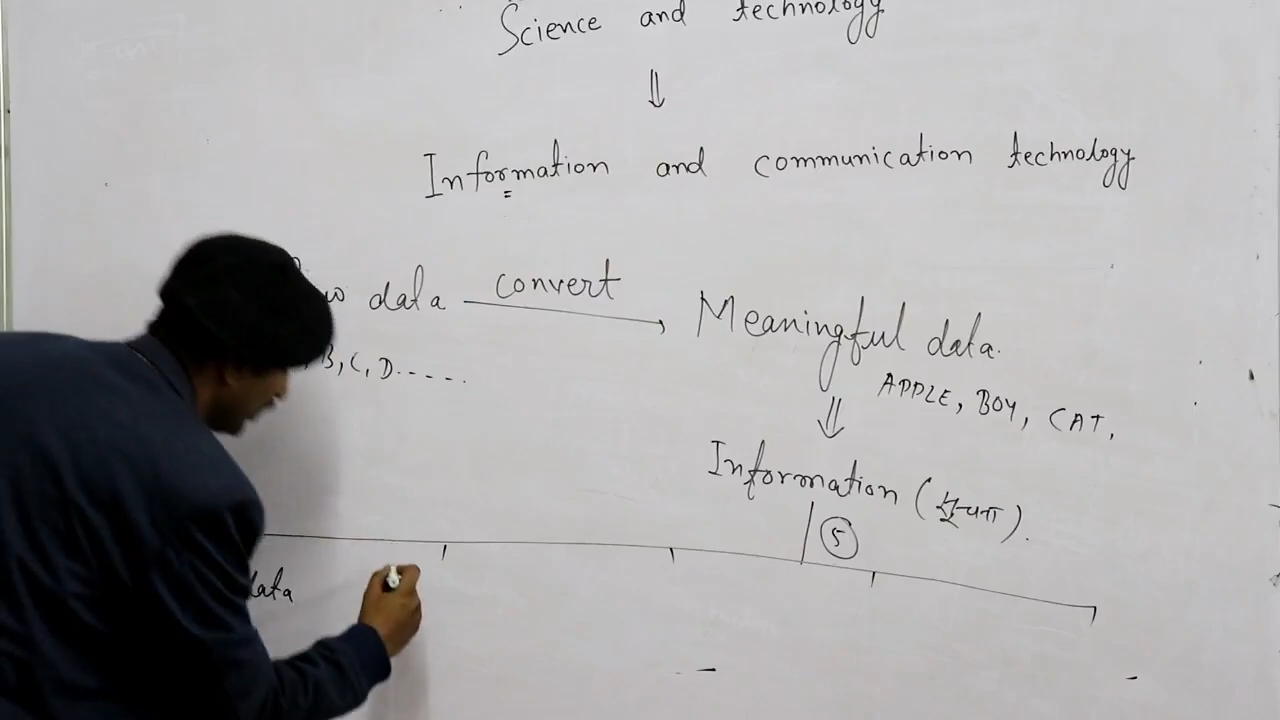 Science and technology
⇓
Information and communication technology
data convert → Meaningful data.
B, C, D-----.
APPLE, BOY, CAT,
⇓
Information (सूचना).
5
data